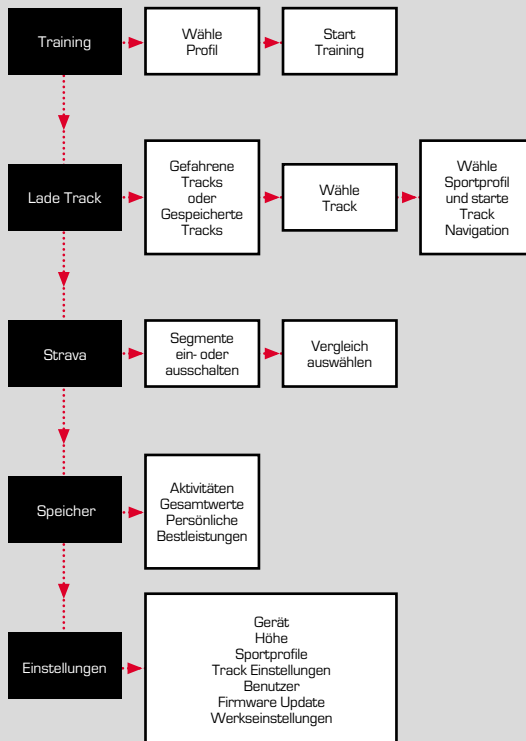 Training
Wähle
Profil
Start
Training
Lade Track
Gefahrene
Tracks
oder
Gespeicherte
Tracks
Wähle
Track
Wähle
Sportprofil
und starte
Track
Navigation
Strava
Segmente
ein- oder
ausschalten
Vergleich
auswählen
Speicher
Aktivitäten
Gesamtwerte
Persönliche
Bestleistungen
Einstellungen
Gerät
Höhe
Sportprofile
Track Einstellungen
Benutzer
Firmware Update
Werkseinstellungen